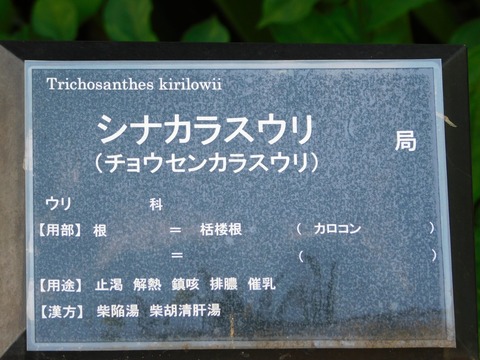 Trichosanthes kirilowii
シナカラスウリ 局
（チョウセンカラスウリ）
ウリ 科
【用部】 根 ＝ 栝楼根 （ カロコン ）
＝ （ ）
【用途】 止渇 解熱 鎮咳 排膿 催乳
【漢方】 柴陥湯 柴胡清肝湯